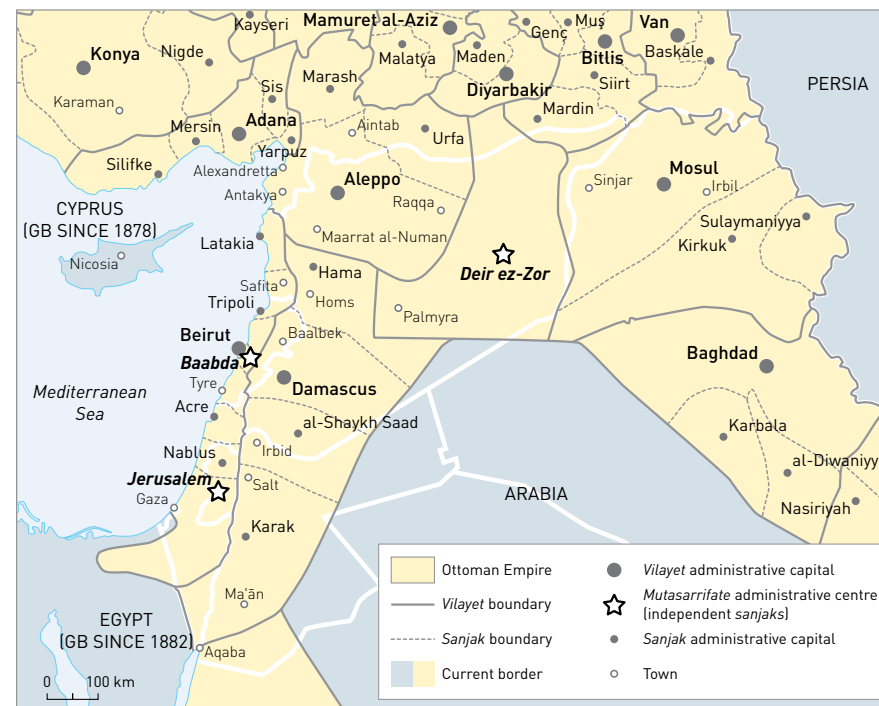 Kayseri
Mamuret al-Aziz
Genç
Muş
Van
Konya
Nigde
Malatya
Maden
Bitlis
Baskale
Karaman
Sis
Marash
Diyarbakir
Siirt
PERSIA
Mersin
Adana
Aintab
Urfa
Mardin
Silifke
Yarpuz
Alexandretta
Antakya
Aleppo
Raqqa
Sinjar
Mosul
Irbil
CYPRUS
(GB SINCE 1878)
Nicosia
Latakia
Maarrat al-Numan
Sulaymaniyya
Kirkuk
Hama
Deir ez-Zor
Safita
Homs
Tripoli
Palmyra
Beirut
Baalbek
Baabda
Baghdad
Mediterranean
Sea
Tyre
Damascus
Acre
al-Shaykh Saad
Karbala
Nablus
Irbid
al-Diwaniyy
Jerusalem
Salt
Gaza
ARABIA
Nasiriyah
Karak
Ma'ān
EGYPT
(GB SINCE 1882)
Aqaba
0 100 km
Ottoman Empire
Vilayet boundary
Sanjak boundary
Current border
Vilayet administrative capital
Mutasarrifate administrative centre
(independent sanjaks)
Sanjak administrative capital
Town